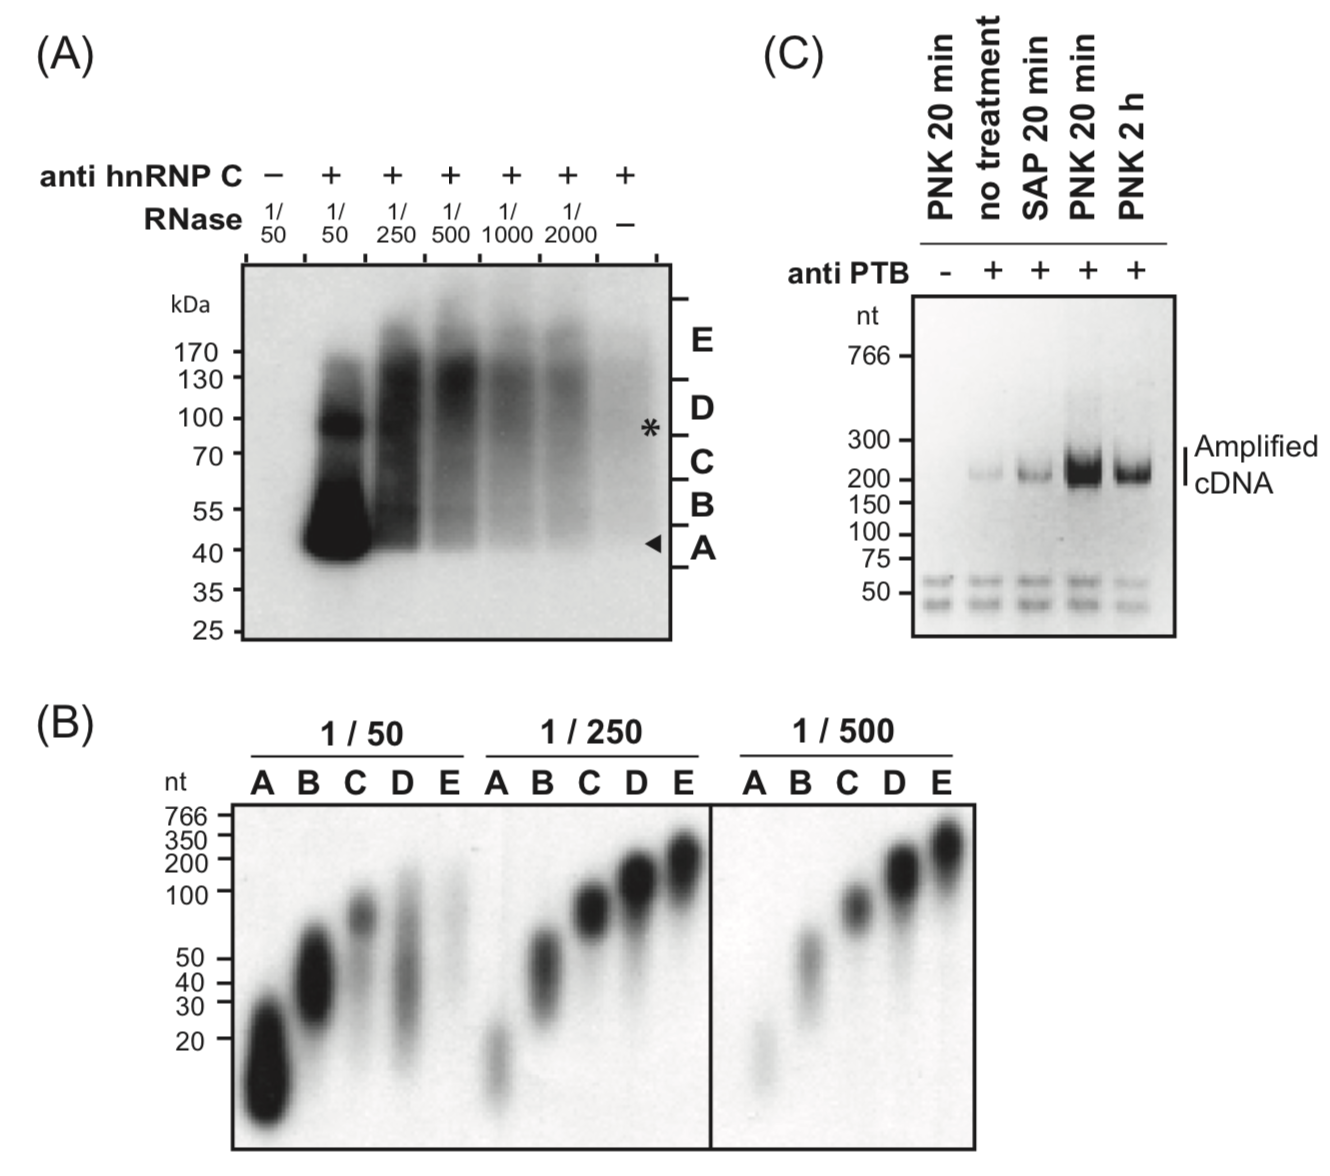 (A)
anti hnRNP C − + + + + + +
RNase 1/50 1/50 1/250 1/500 1/1000 1/2000 −
kDa
170
130
100
70
55
40
35
25
E
D
*
C
B
A
(C)
PNK 20 min
no treatment
SAP 20 min
PNK 20 min
PNK 2 h
anti PTB - + + + +
nt
766
300
200
150
100
75
50
Amplified
cDNA
(B)
1 / 50 1 / 250 1 / 500
nt A B C D E A B C D E A B C D E
766
350
200
100
50
40
30
20